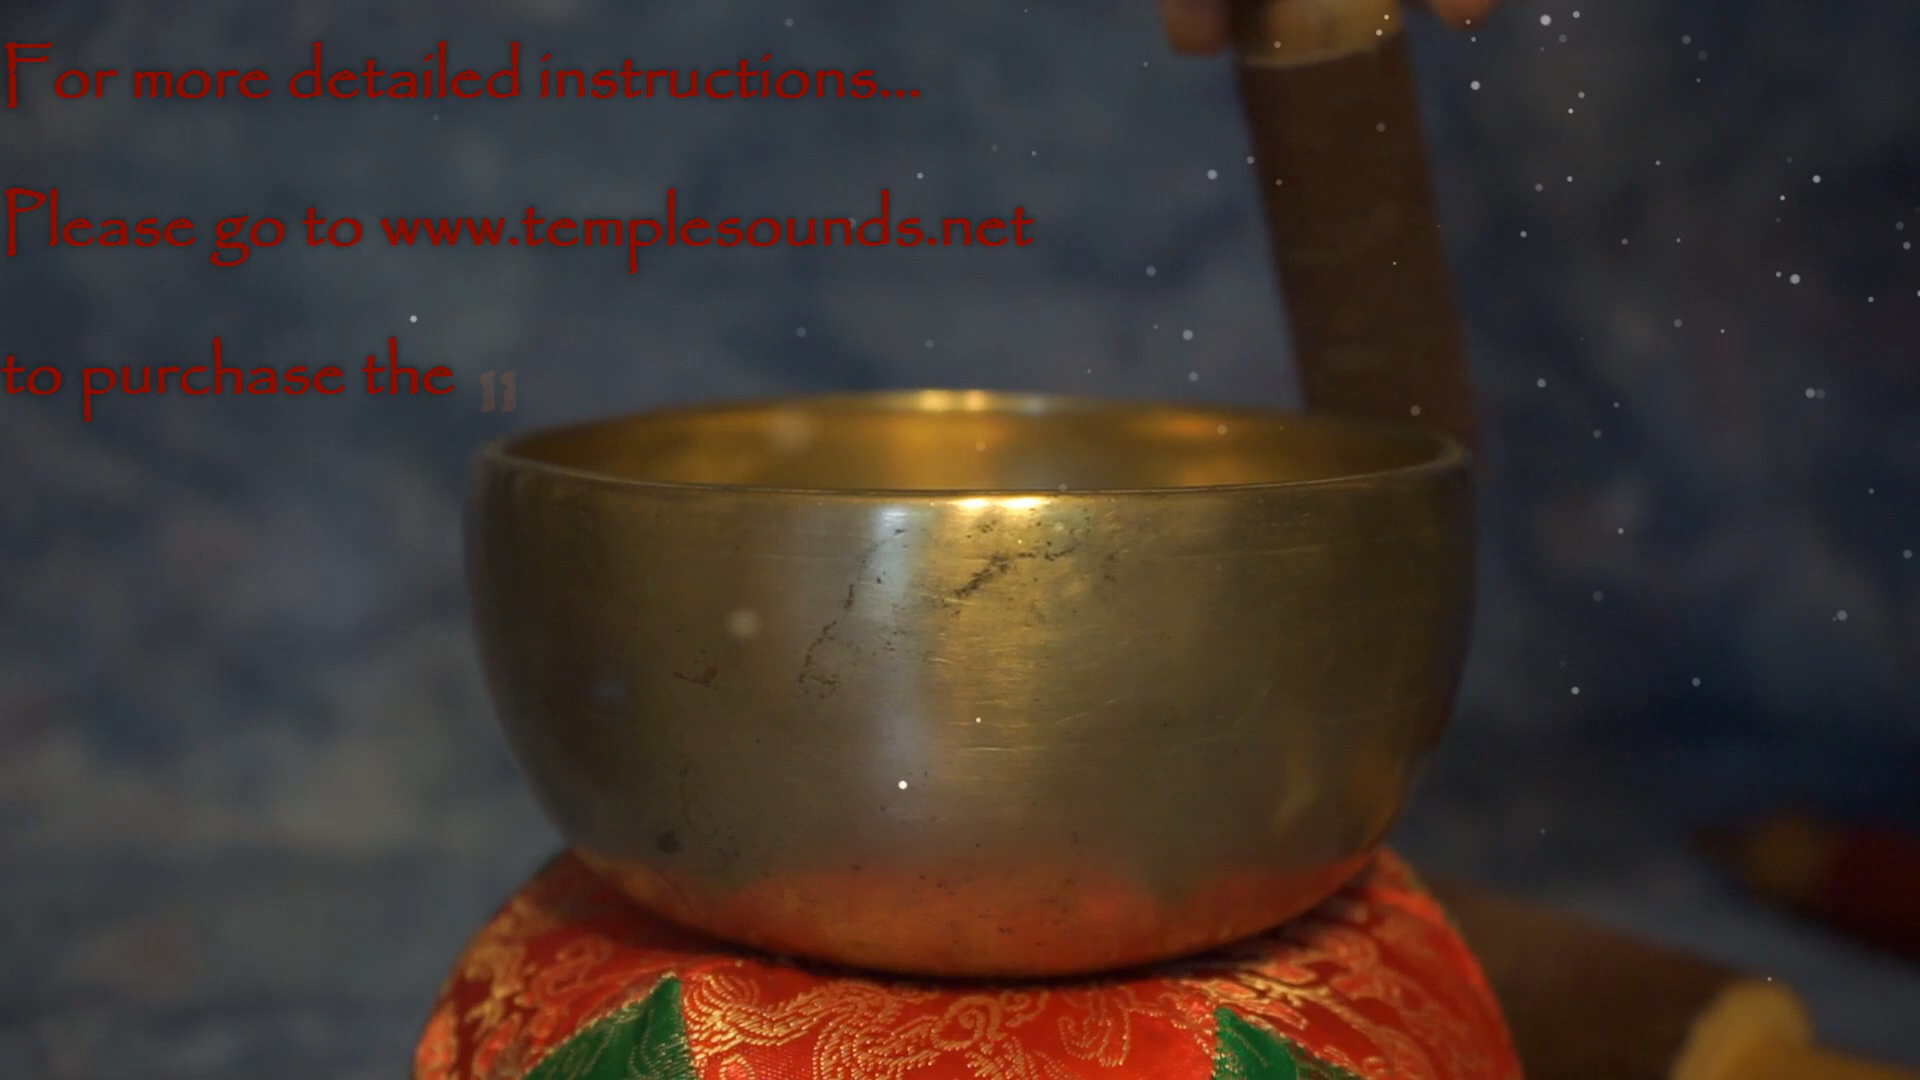 For more detailed instructions...
Please go to www.templesounds.net
to purchase the